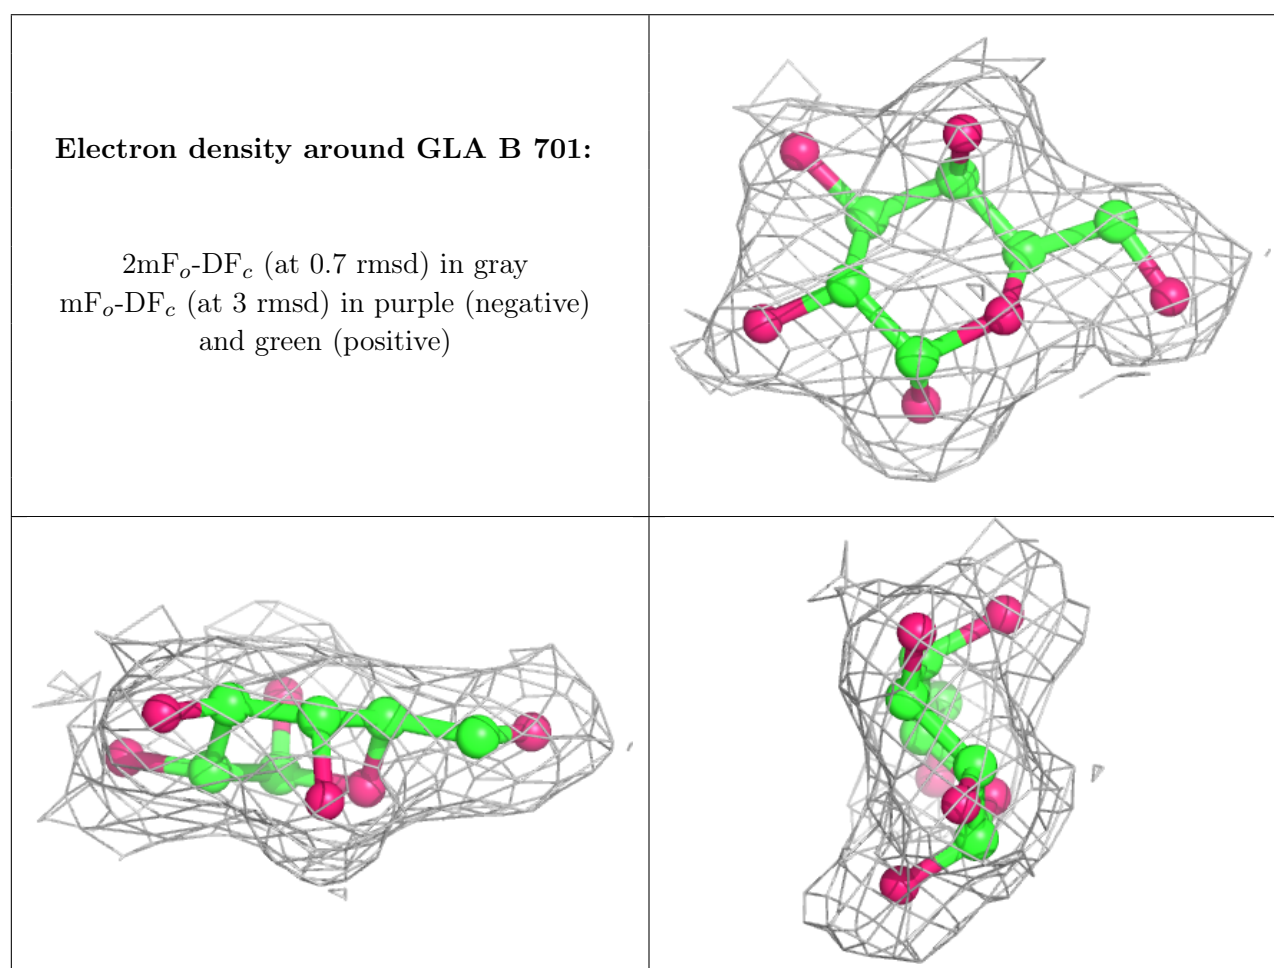 Electron density around GLA B 701:
2mFo-DFc (at 0.7 rmsd) in gray
mFo-DFc (at 3 rmsd) in purple (negative)
and green (positive)